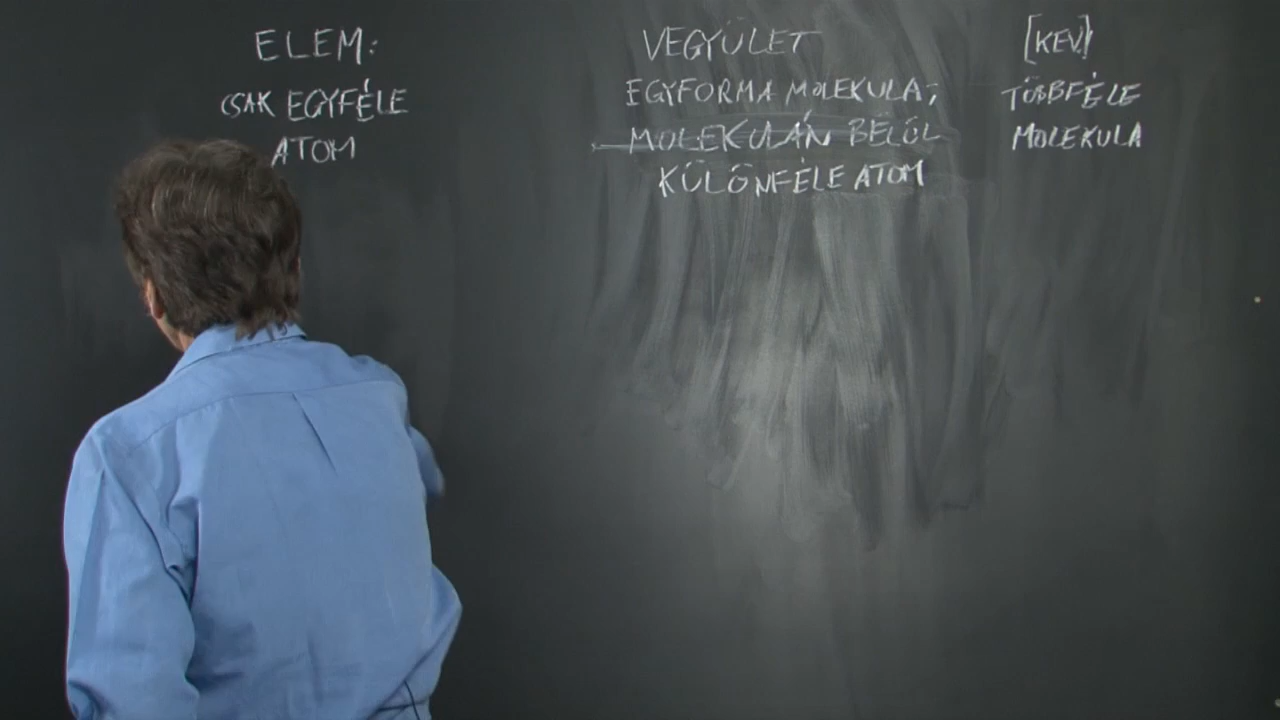 ELEM:
CSAK EGYFÉLE
ATOM
VEGYÜLET
EGYFORMA MOLEKULA;
MOLEKULÁN BELÜL
KÜLÖNFÉLE ATOM
[KEV.]
TÖBBFÉLE
MOLEKULA